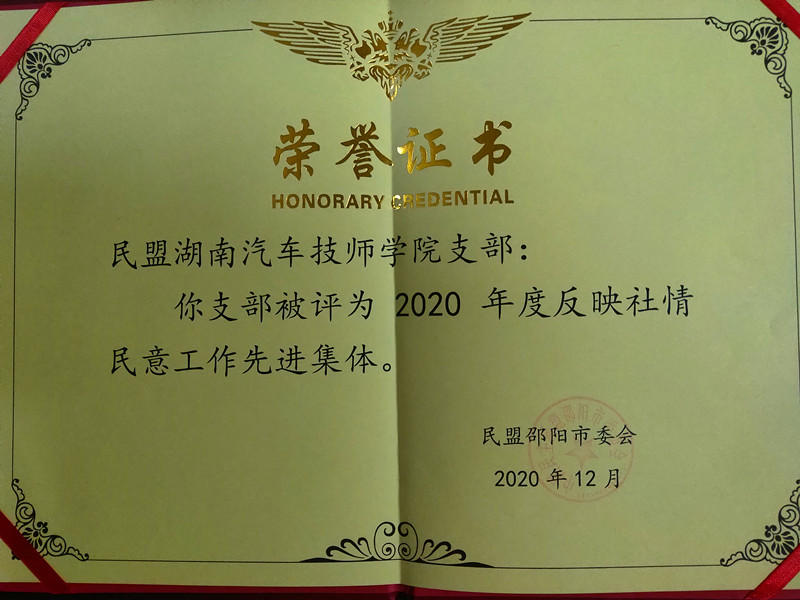 荣誉证书
HONORARY CREDENTIAL
民盟湖南汽车技师学院支部：
你支部被评为 2020 年度反映社情
民意工作先进集体。
民盟邵阳市委会
2020 年 12 月